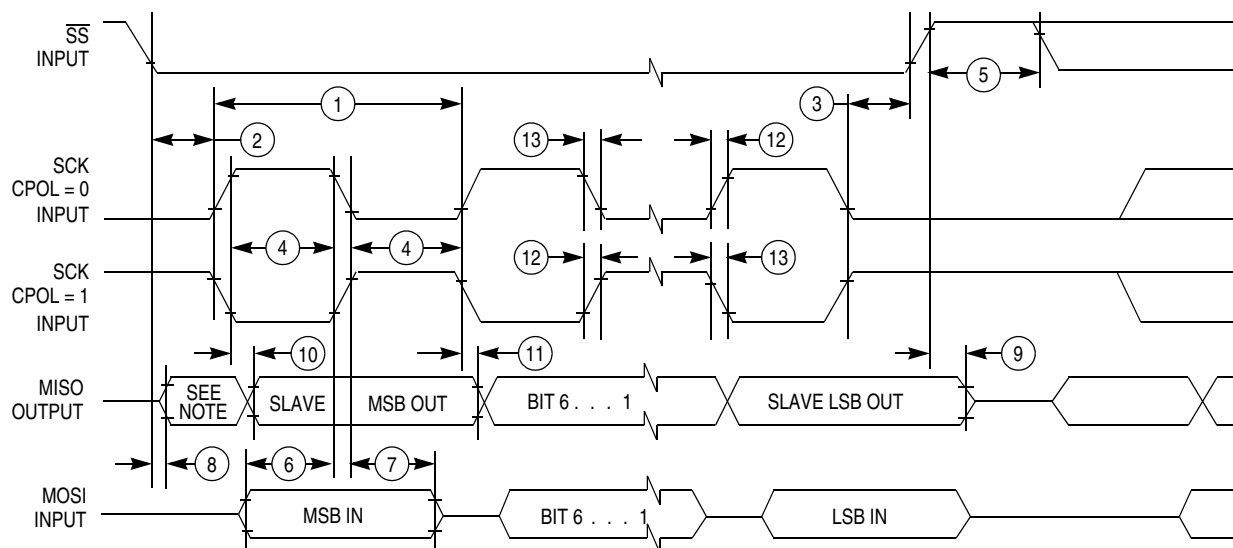 SS
INPUT
5
1
3
2
13
12
SCK
CPOL = 0
INPUT
4
4
12
13
SCK
CPOL = 1
INPUT
10
11
9
MISO
OUTPUT
SEE
NOTE
SLAVE
MSB OUT
BIT 6 . . . 1
SLAVE LSB OUT
8
6
7
MOSI
INPUT
MSB IN
BIT 6 . . . 1
LSB IN